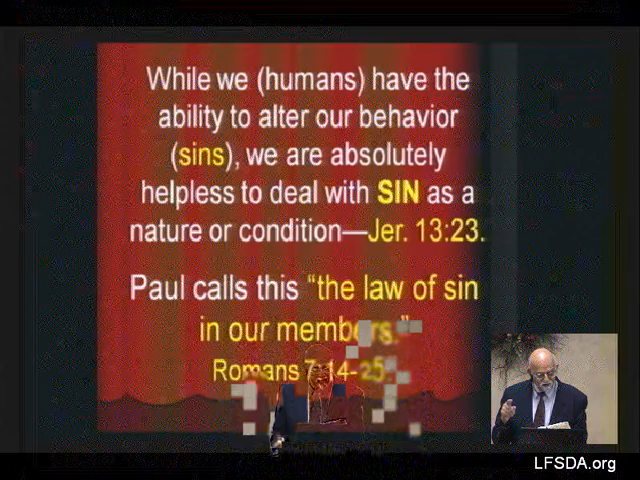 While we (humans) have the
ability to alter our behavior
(sins), we are absolutely
helpless to deal with SIN as a
nature or condition—Jer. 13:23.
Paul calls this “the law of sin
in our members.”
Romans 7:14-25.
LFSDA.org